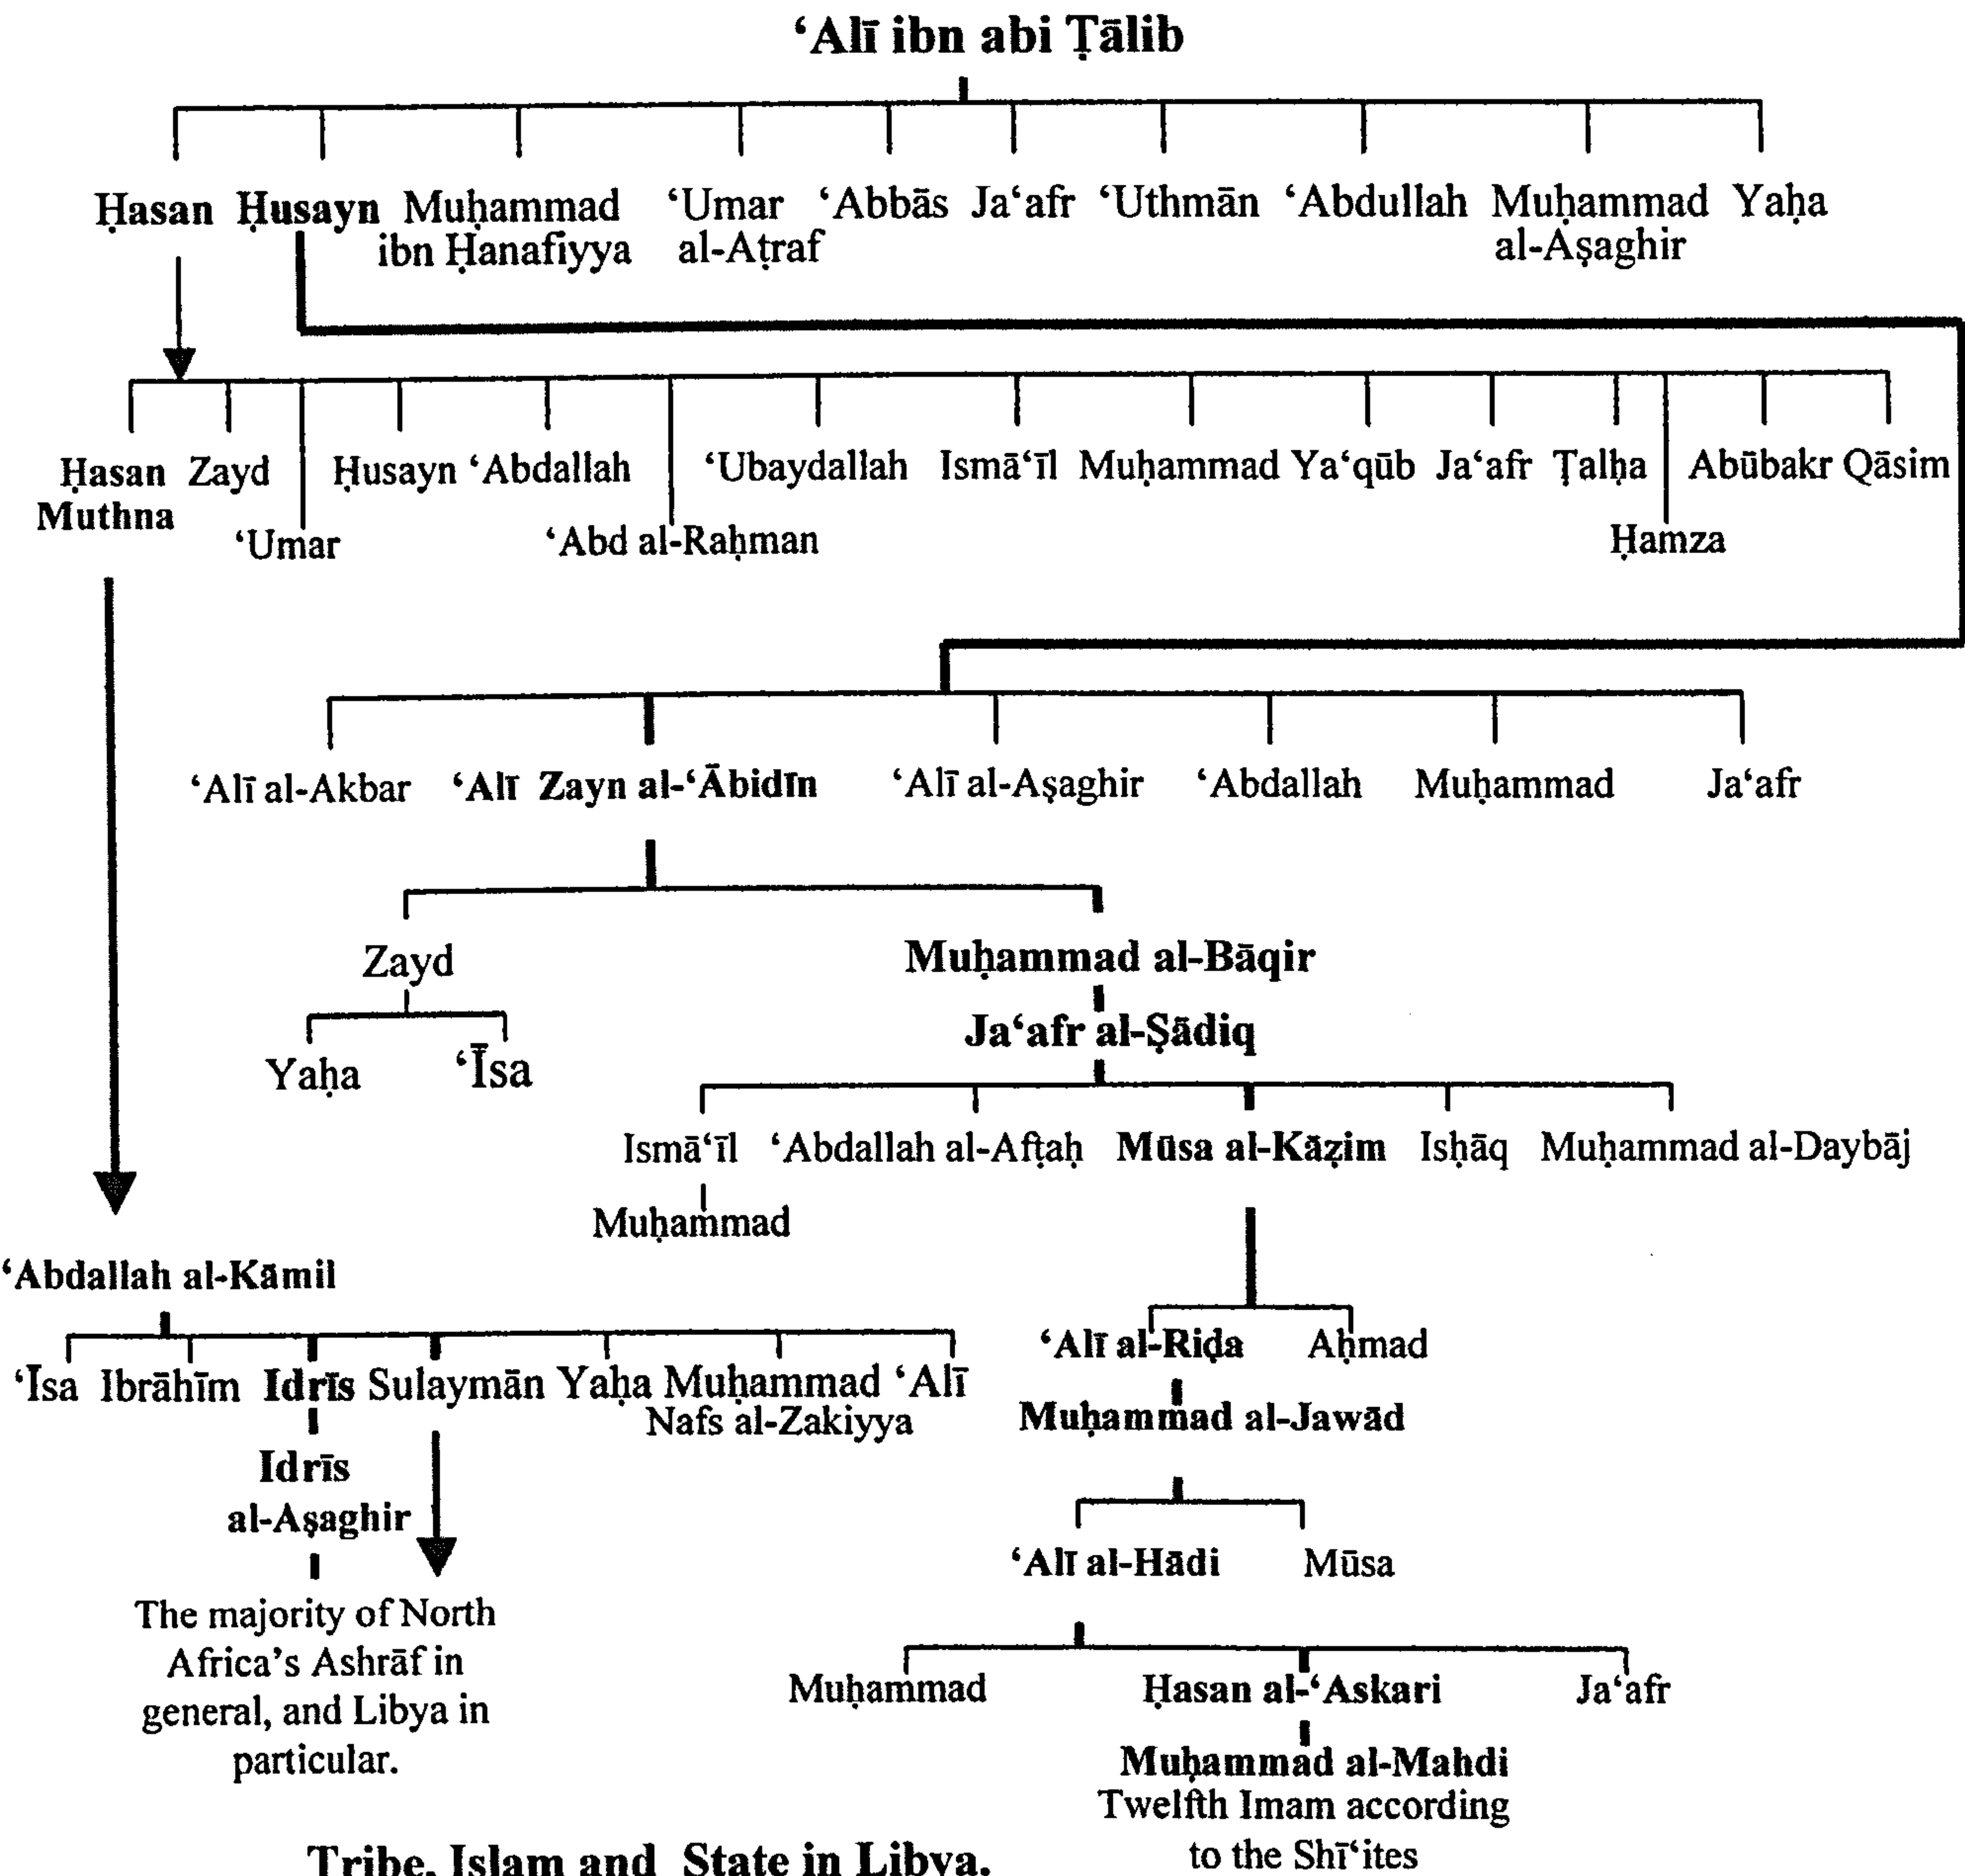 ‘Alī ibn abi Ṭālib
Ḥasan Ḥusayn Muḥammad ‘Umar ‘Abbās Ja‘afr ‘Uthmān ‘Abdullah Muḥammad Yaḥa
ibn Ḥanafiyya al-Aṭraf al-Aṣaghir
Ḥasan Zayd Ḥusayn ‘Abdallah ‘Ubaydallah Ismā‘īl Muḥammad Ya‘qūb Ja‘afr Ṭalḥa Abūbakr Qāsim
Muthna
‘Umar ‘Abd al-Raḥman Ḥamza
‘Alī al-Akbar ‘Alī Zayn al-‘Ābidīn ‘Alī al-Aṣaghir ‘Abdallah Muḥammad Ja‘afr
Zayd Muḥammad al-Bāqir
Ja‘afr al-Ṣādiq
Yaḥa ‘Īsa
Ismā‘īl ‘Abdallah al-Afṭaḥ Mūsa al-Kāẓim Isḥāq Muḥammad al-Daybāj
Muḥammad
‘Abdallah al-Kāmil
‘Alī al-Riḍa Aḥmad
‘Īsa Ibrāhīm Idrīs Sulaymān Yaḥa Muḥammad ‘Alī
Nafs al-Zakiyya
Muḥammad al-Jawād
Idrīs
al-Aṣaghir
‘Alī al-Hādi Mūsa
The majority of North
Africa’s Ashrāf in
general, and Libya in
particular.
Muḥammad Ḥasan al-‘Askari Ja‘afr
Muḥammad al-Mahdi
Twelfth Imam according
to the Shī‘ites
Tribe, Islam and State in Libya.